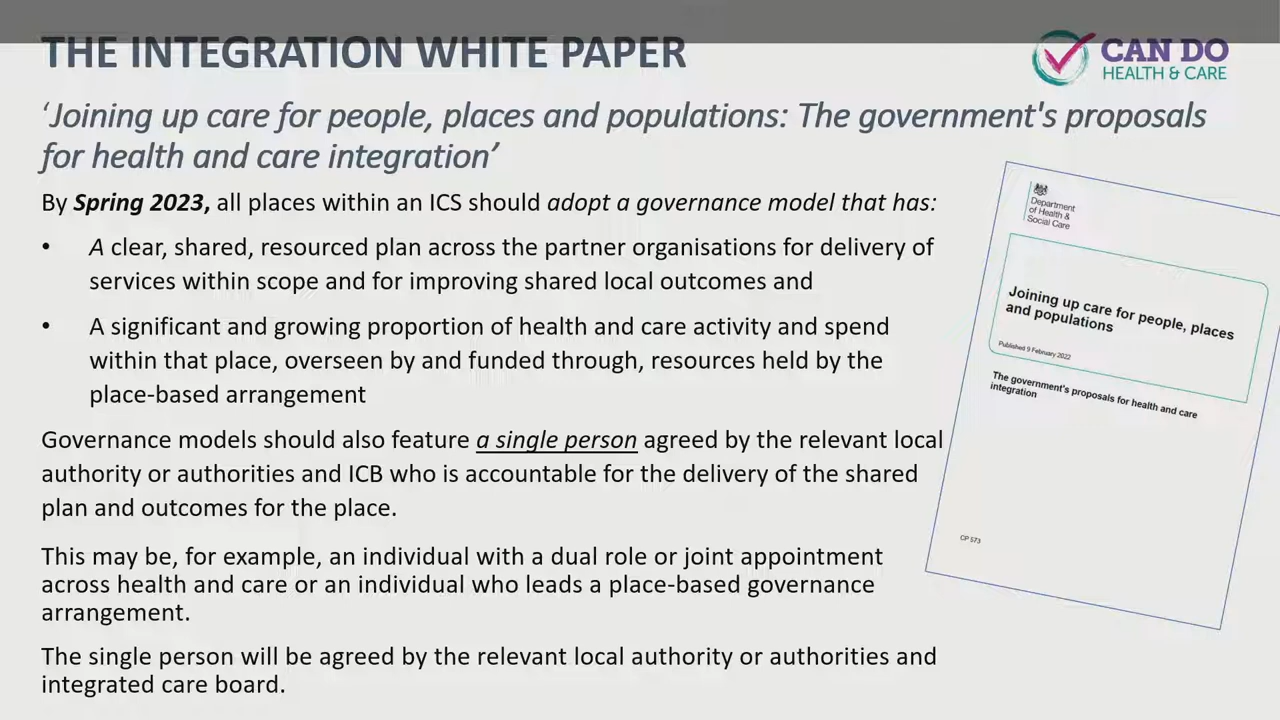 THE INTEGRATION WHITE PAPER
CAN DO
HEALTH & CARE
‘Joining up care for people, places and populations: The government's proposals
for health and care integration’
By Spring 2023, all places within an ICS should adopt a governance model that has:
• A clear, shared, resourced plan across the partner organisations for delivery of
services within scope and for improving shared local outcomes and
• A significant and growing proportion of health and care activity and spend
within that place, overseen by and funded through, resources held by the
place-based arrangement
Governance models should also feature a single person agreed by the relevant local
authority or authorities and ICB who is accountable for the delivery of the shared
plan and outcomes for the place.
This may be, for example, an individual with a dual role or joint appointment
across health and care or an individual who leads a place-based governance
arrangement.
The single person will be agreed by the relevant local authority or authorities and
integrated care board.
Department
of Health &
Social Care
Joining up care for people, places
and populations
Published 9 February 2022
The government's proposals for health and care
integration
CP 573